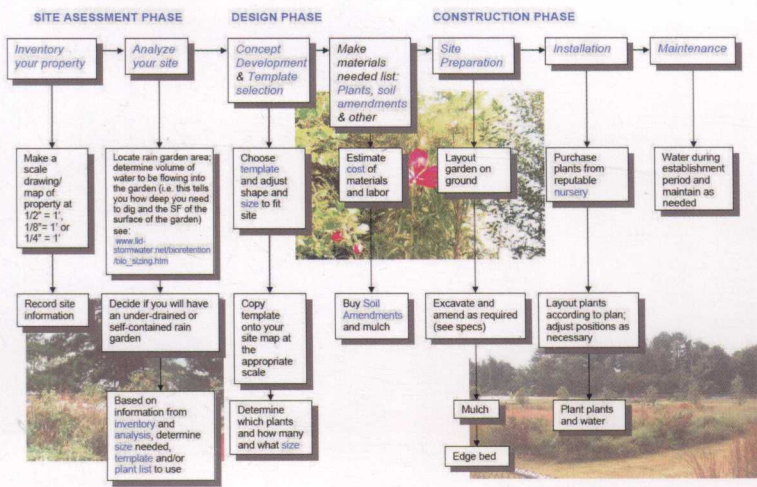 SITE ASESSMENT PHASE
DESIGN PHASE
CONSTRUCTION PHASE
Inventory
your property
Analyze
your site
Concept
Development
& Template
selection
Make
materials
needed list:
Plants, soil
amendments
& other
Site
Preparation
Installation
Maintenance
Make a
scale
drawing/
map of
property at
1/2" = 1',
1/8"= 1' or
1/4" = 1'
Locate rain garden area;
determine volume of
water to be flowing into
the garden (i.e. this tells
you how deep you need
to dig and the SF of the
surface of the garden)
see:
www.lid-
stormwater.net/bioretention
/bio_sizing.htm
Choose
template
and adjust
shape and
size to fit
site
Estimate
cost of
materials
and labor
Layout
garden on
ground
Purchase
plants from
reputable
nursery
Water during
establishment
period and
maintain as
needed
Record site
information
Decide if you will have
an under-drained or
self-contained rain
garden
Copy
template
onto your
site map at
the
appropriate
scale
Buy Soil
Amendments
and mulch
Excavate and
amend as required
(see specs)
Layout plants
according to plan;
adjust positions as
necessary
Based on
information from
inventory and
analysis, determine
size needed,
template and/or
plant list to use
Determine
which plants
and how many
and what size
Mulch
Plant plants
and water
Edge bed